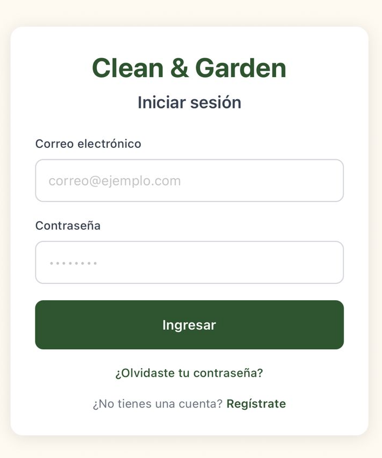 Clean & Garden
Iniciar sesión
Correo electrónico
correo@ejemplo.com
Contraseña
••••••••
Ingresar
¿Olvidaste tu contraseña?
¿No tienes una cuenta? Regístrate